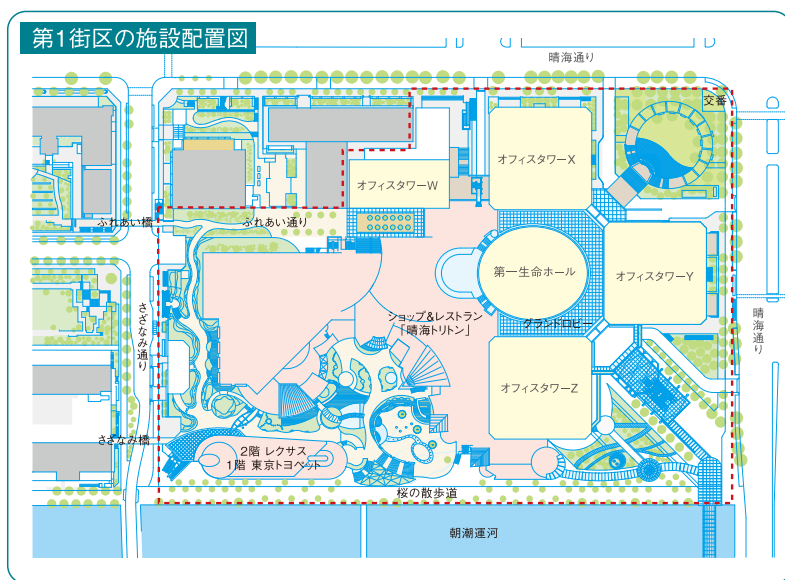 第1街区の施設配置図
晴海通り
交番
オフィスタワーX
オフィスタワーW
ふれあい橋
ふれあい通り
第一生命ホール
オフィスタワーY
さざなみ通り
ショップ&レストラン
「晴海トリトン」
グランドロビー
晴海通り
オフィスタワーZ
さざなみ橋
2階 レクサス
1階 東京トヨペット
桜の散歩道
朝潮運河